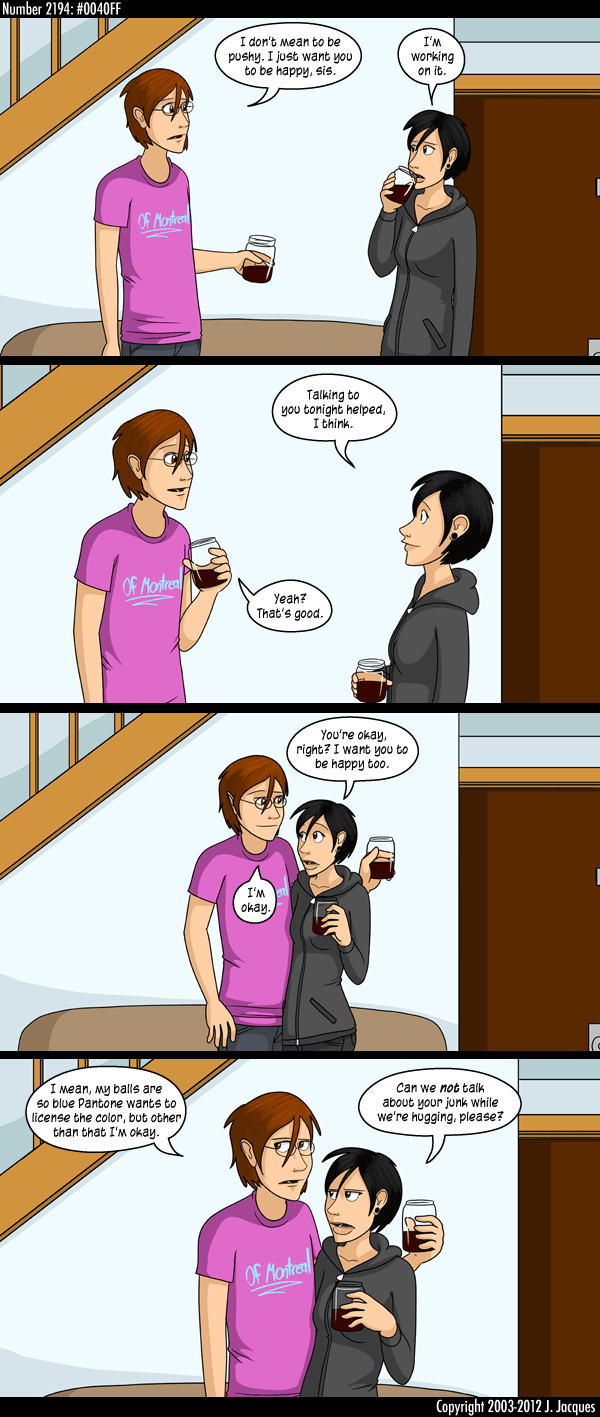 Number 2194: #0040FF
I don't mean to be
pushy. I just want you
to be happy, sis.
I'm
working
on it.
Of Montreal
Talking to
you tonight helped,
I think.
Yeah?
That's good.
Of Montreal
You're okay,
right? I want you to
be happy too.
I'm
okay.
eal
I mean, my balls are
so blue Pantone wants to
license the color, but other
than that I'm okay.
Can we not talk
about your junk while
we're hugging, please?
Of Montreal
Copyright 2003-2012 J. Jacques